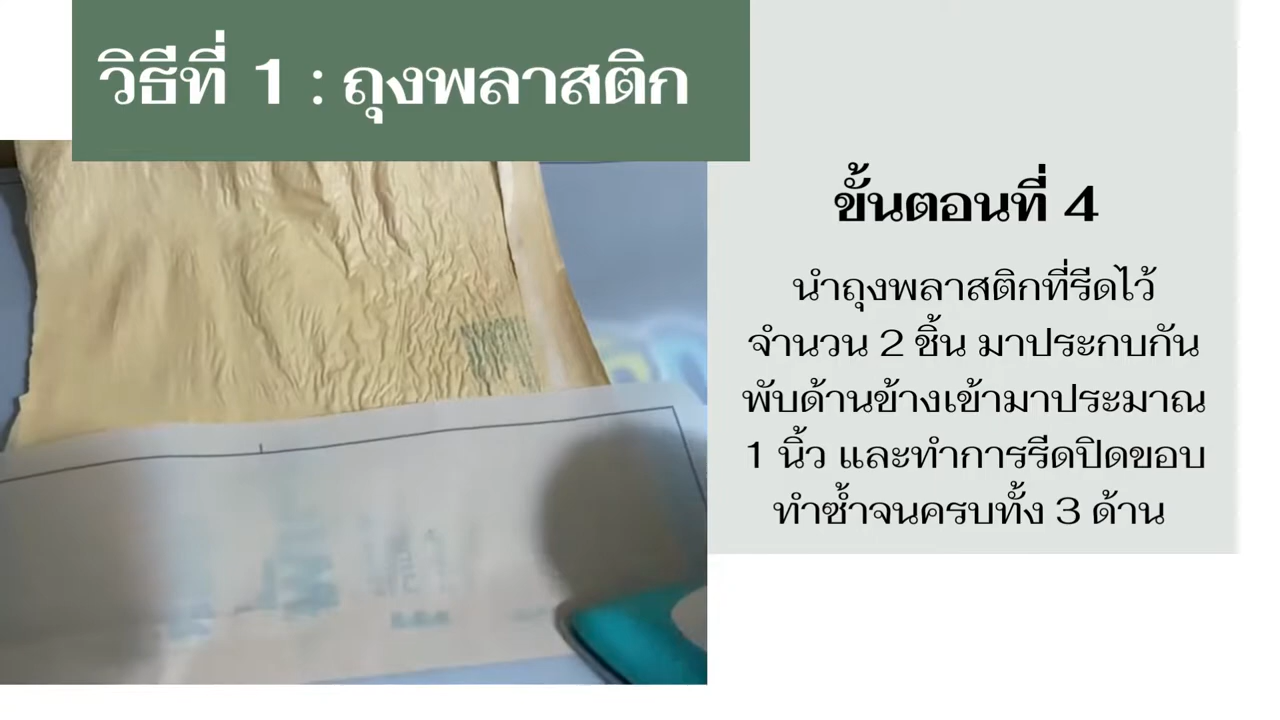 วิธีที่ 1 : ถุงพลาสติก
ขั้นตอนที่ 4
นำถุงพลาสติกที่รีดไว้
จำนวน 2 ชิ้น มาประกบกัน
พับด้านข้างเข้ามาประมาณ
1 นิ้ว และทำการรีดปิดขอบ
ทำซ้ำจนครบทั้ง 3 ด้าน